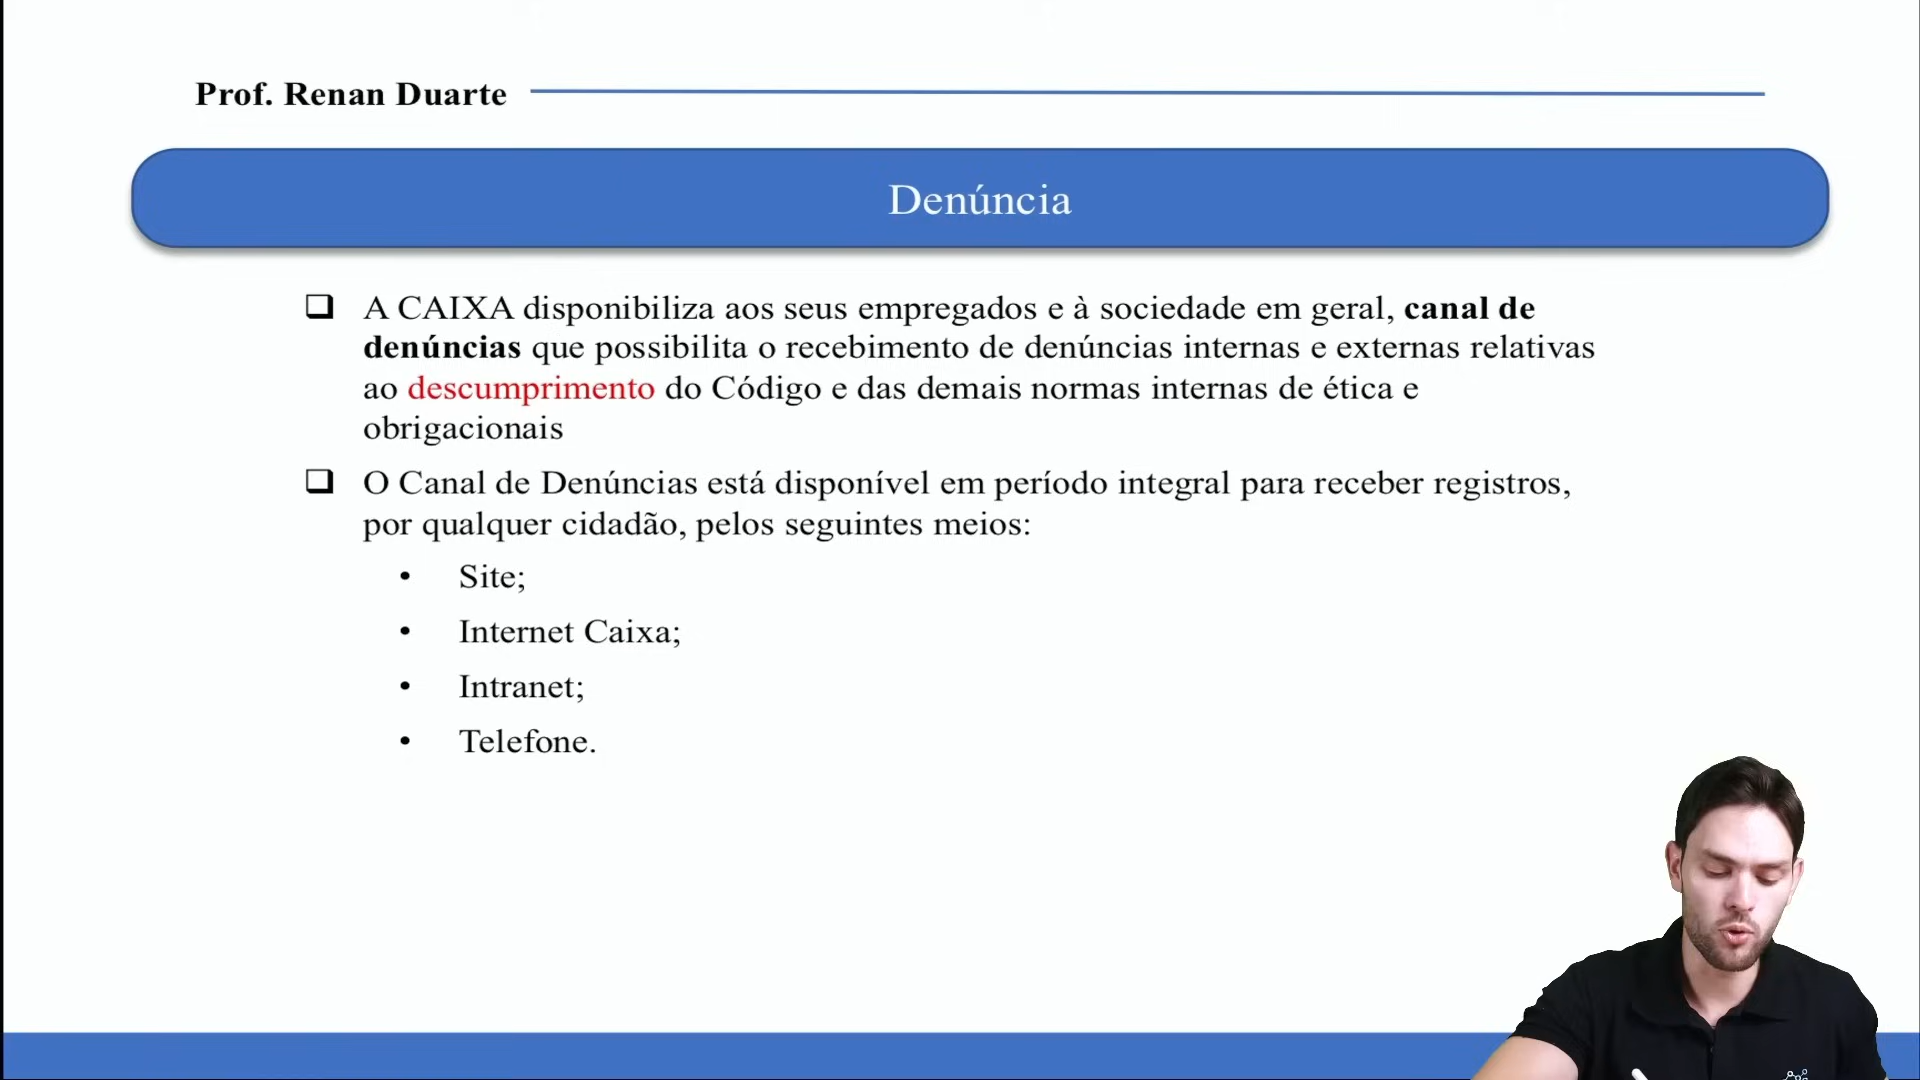 Prof. Renan Duarte
Denúncia
A CAIXA disponibiliza aos seus empregados e à sociedade em geral, canal de
denúncias que possibilita o recebimento de denúncias internas e externas relativas
ao descumprimento do Código e das demais normas internas de ética e
obrigacionais
O Canal de Denúncias está disponível em período integral para receber registros,
por qualquer cidadão, pelos seguintes meios:
• Site;
• Internet Caixa;
• Intranet;
• Telefone.